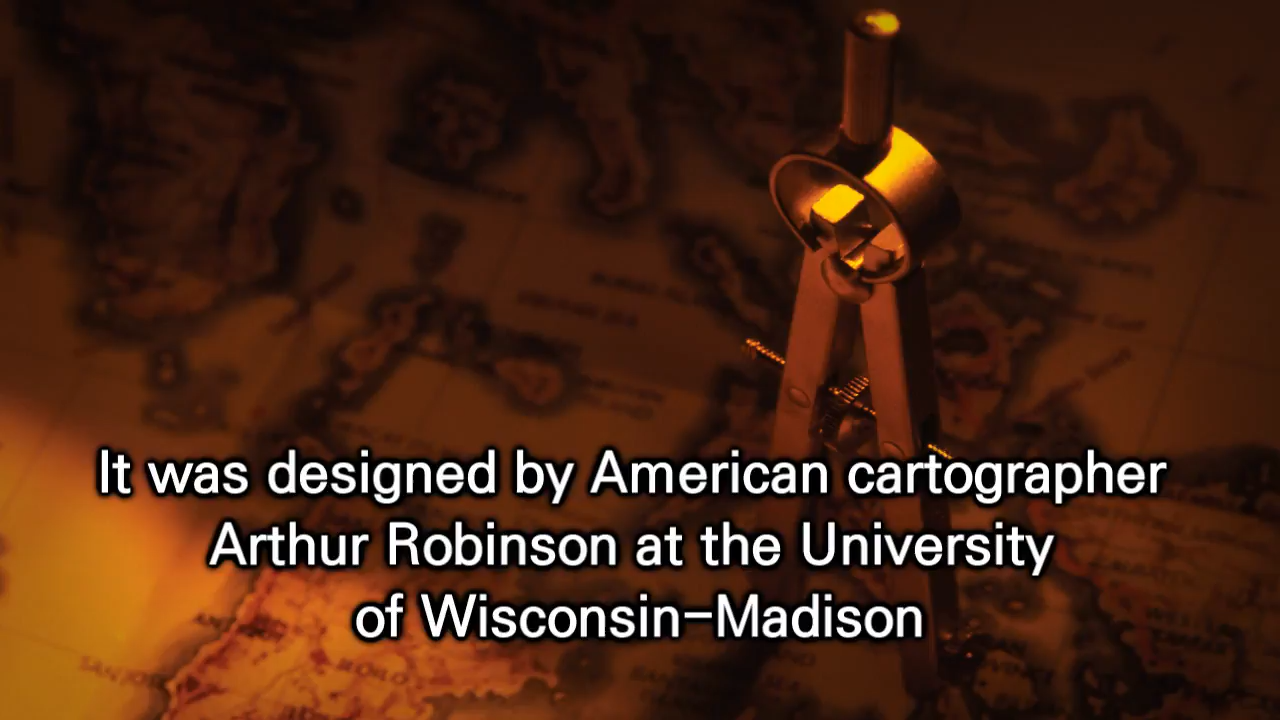 It was designed by American cartographer
Arthur Robinson at the University
of Wisconsin-Madison